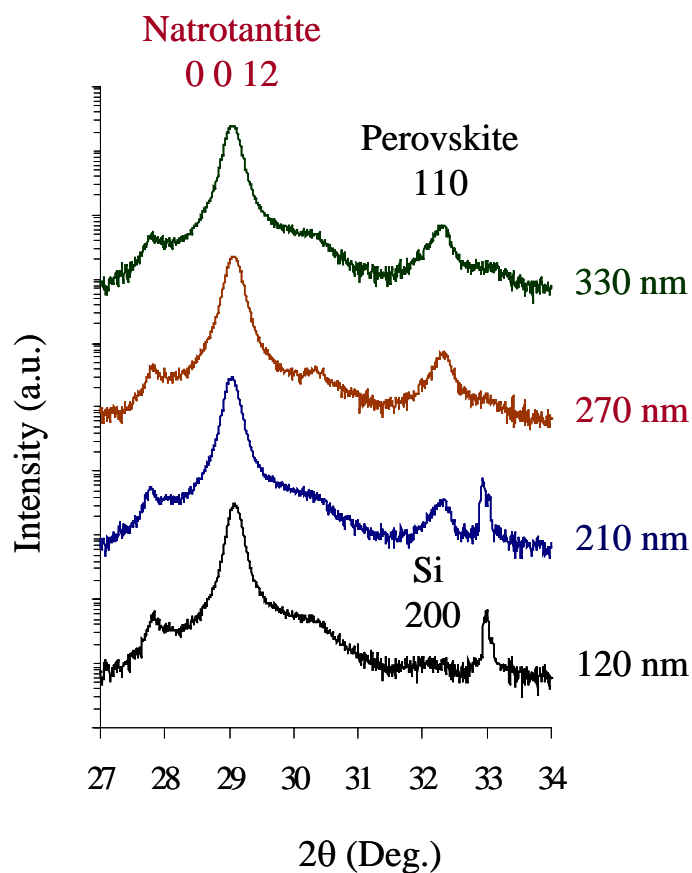 Natrotantite
0 0 12
Perovskite
110
330 nm
270 nm
210 nm
Si
200
120 nm
Intensity (a.u.)
27 28 29 30 31 32 33 34
2θ (Deg.)